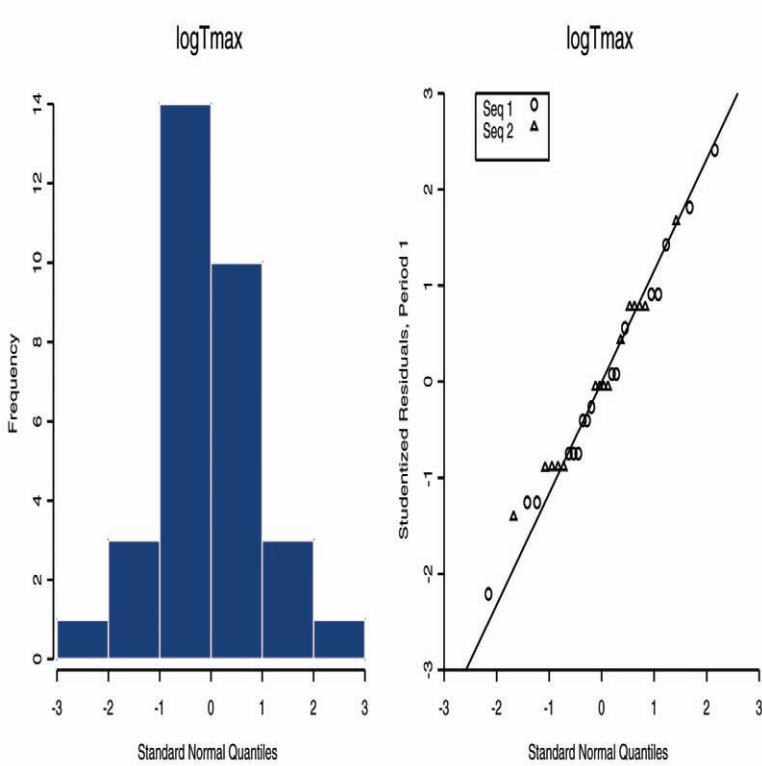 logTmax
Frequency
14
12
10
8
6
4
2
0
-3 -2 -1 0 1 2 3
Standard Normal Quantiles
logTmax
Seq 1
Seq 2
Studentized Residuals, Period 1
3
2
1
0
-1
-2
-3
-3 -2 -1 0 1 2 3
Standard Normal Quantiles